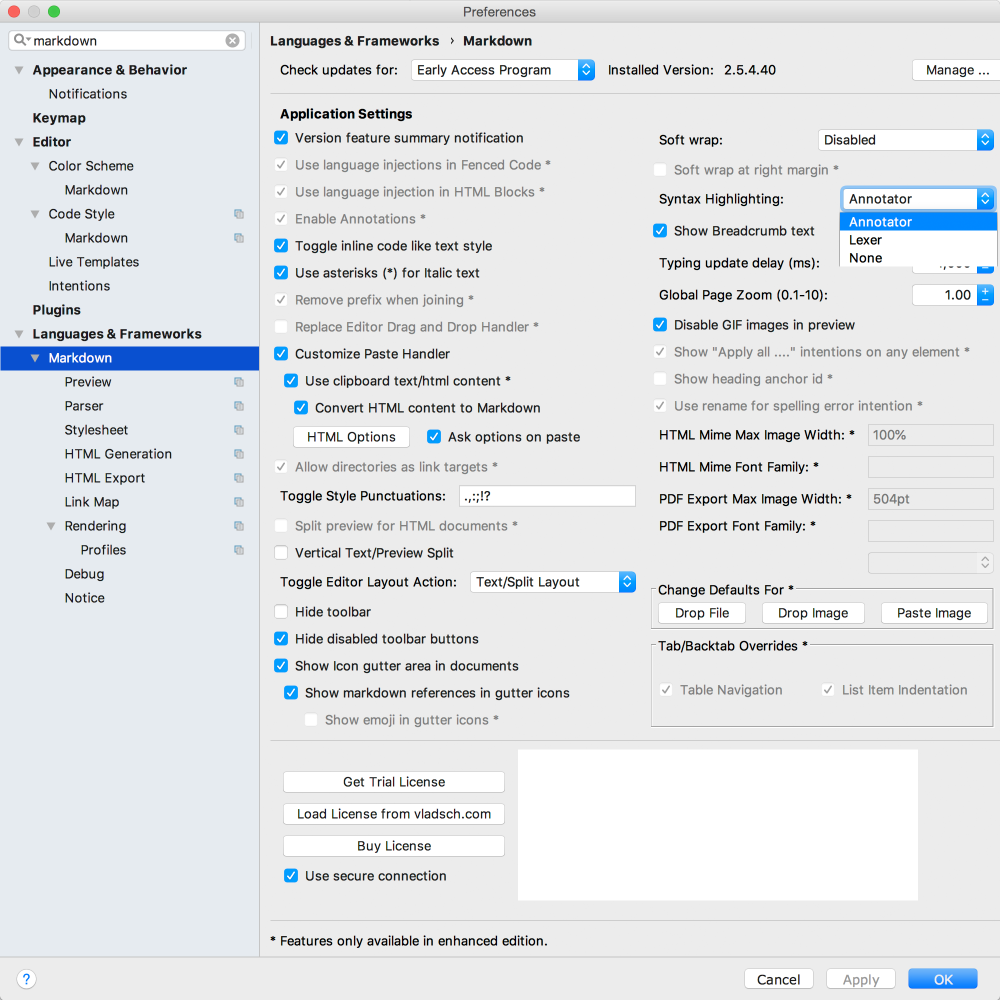 Preferences
markdown
Appearance & Behavior
Notifications
Keymap
Editor
Color Scheme
Markdown
Code Style
Markdown
Live Templates
Intentions
Plugins
Languages & Frameworks
Markdown
Preview
Parser
Stylesheet
HTML Generation
HTML Export
Link Map
Rendering
Profiles
Debug
Notice
Languages & Frameworks › Markdown
Check updates for: Early Access Program Installed Version: 2.5.4.40 Manage ...
Application Settings
Version feature summary notification
Use language injections in Fenced Code *
Use language injection in HTML Blocks *
Enable Annotations *
Toggle inline code like text style
Use asterisks (*) for Italic text
Remove prefix when joining *
Replace Editor Drag and Drop Handler *
Customize Paste Handler
Use clipboard text/html content *
Convert HTML content to Markdown
HTML Options Ask options on paste
Allow directories as link targets *
Toggle Style Punctuations: .,:;!?
Split preview for HTML documents *
Vertical Text/Preview Split
Toggle Editor Layout Action: Text/Split Layout
Hide toolbar
Hide disabled toolbar buttons
Show Icon gutter area in documents
Show markdown references in gutter icons
Show emoji in gutter icons *
Soft wrap: Disabled
Soft wrap at right margin *
Syntax Highlighting: Annotator
Annotator
Lexer
None
Show Breadcrumb text
Typing update delay (ms):
Global Page Zoom (0.1-10): 1.00
Disable GIF images in preview
Show "Apply all ...." intentions on any element *
Show heading anchor id *
Use rename for spelling error intention *
HTML Mime Max Image Width: * 100%
HTML Mime Font Family: *
PDF Export Max Image Width: * 504pt
PDF Export Font Family: *
Change Defaults For *
Drop File Drop Image Paste Image
Tab/Backtab Overrides *
Table Navigation List Item Indentation
Get Trial License
Load License from vladsch.com
Buy License
Use secure connection
* Features only available in enhanced edition.
? Cancel Apply OK